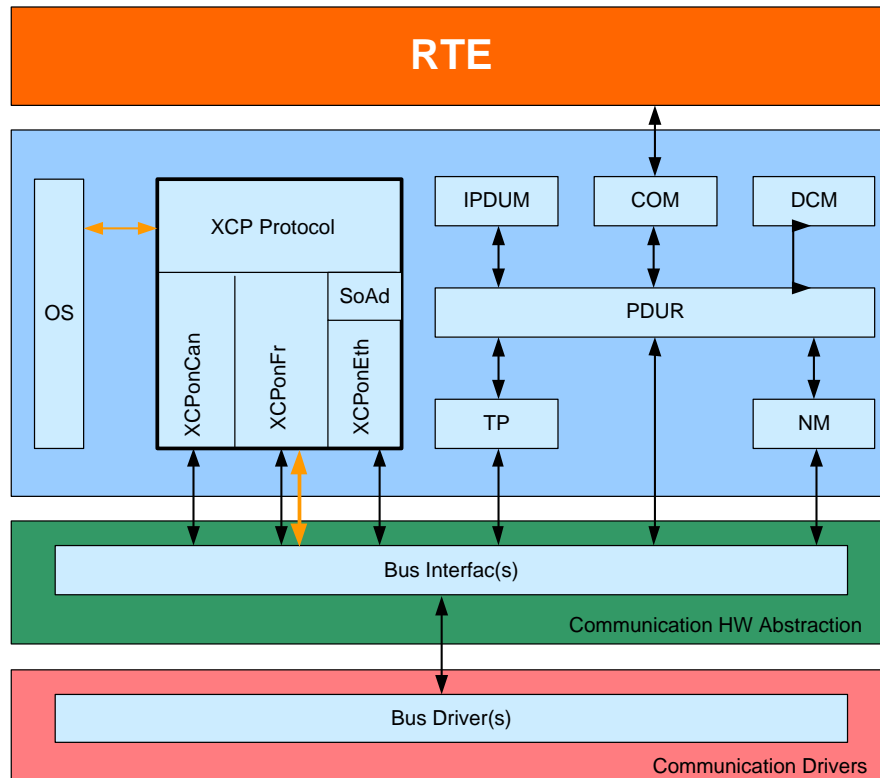 RTE
IPDUM
COM
DCM
XCP Protocol
SoAd
OS
PDUR
XCPonCan
XCPonFr
XCPonEth
TP
NM
Bus Interfac(s)
Communication HW Abstraction
Bus Driver(s)
Communication Drivers